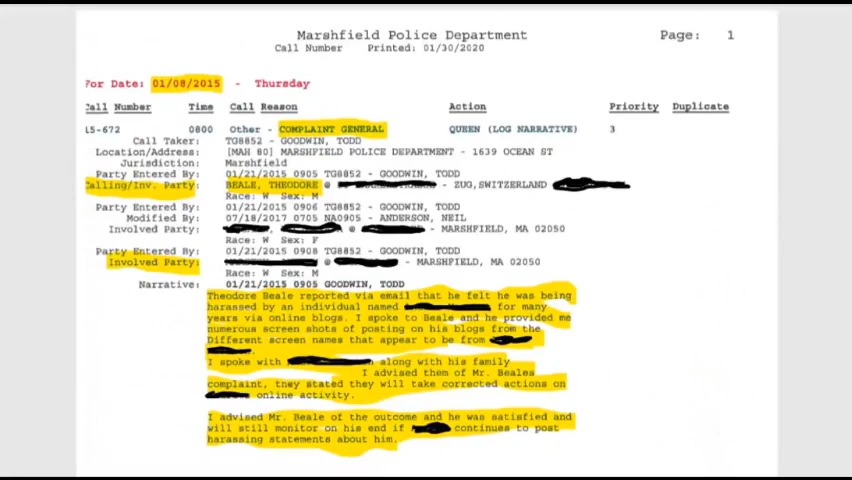 Marshfield Police Department Page: 1
Call Number Printed: 01/30/2020
For Date: 01/08/2015 - Thursday
Call Number Time Call Reason Action Priority Duplicate
15-672 0800 Other - COMPLAINT GENERAL QUEEN (LOG NARRATIVE) 3
Call Taker: TG8852 - GOODWIN, TODD
Location/Address: [MAH 80] MARSHFIELD POLICE DEPARTMENT - 1639 OCEAN ST
Jurisdiction: Marshfield
Party Entered By: 01/21/2015 0905 TG8852 - GOODWIN, TODD
Calling/Inv. Party: BEALE, THEODORE @ - ZUG,SWITZERLAND
Race: W Sex: M
Party Entered By: 01/21/2015 0906 TG8852 - GOODWIN, TODD
Modified By: 07/18/2017 0705 NA0905 - ANDERSON, NEIL
Involved Party: , @ - MARSHFIELD, MA 02050
Race: W Sex: F
Party Entered By: 01/21/2015 0908 TG8852 - GOODWIN, TODD
Involved Party: @ - MARSHFIELD, MA 02050
Race: W Sex: M
Narrative: 01/21/2015 0905 GOODWIN, TODD
Theodore Beale reported via email that he felt he was being
harassed by an individual named for many
years via online blogs. I spoke to Beale and he provided me
numerous screen shots of posting on his blogs from the
Different screen names that appear to be from
.
I spoke with along with his family
I advised them of Mr. Beales
complaint, they stated they will take corrected actions on
online activity.
I advised Mr. Beale of the outcome and he was satisfied and
will still monitor on his end if continues to post
harassing statements about him.